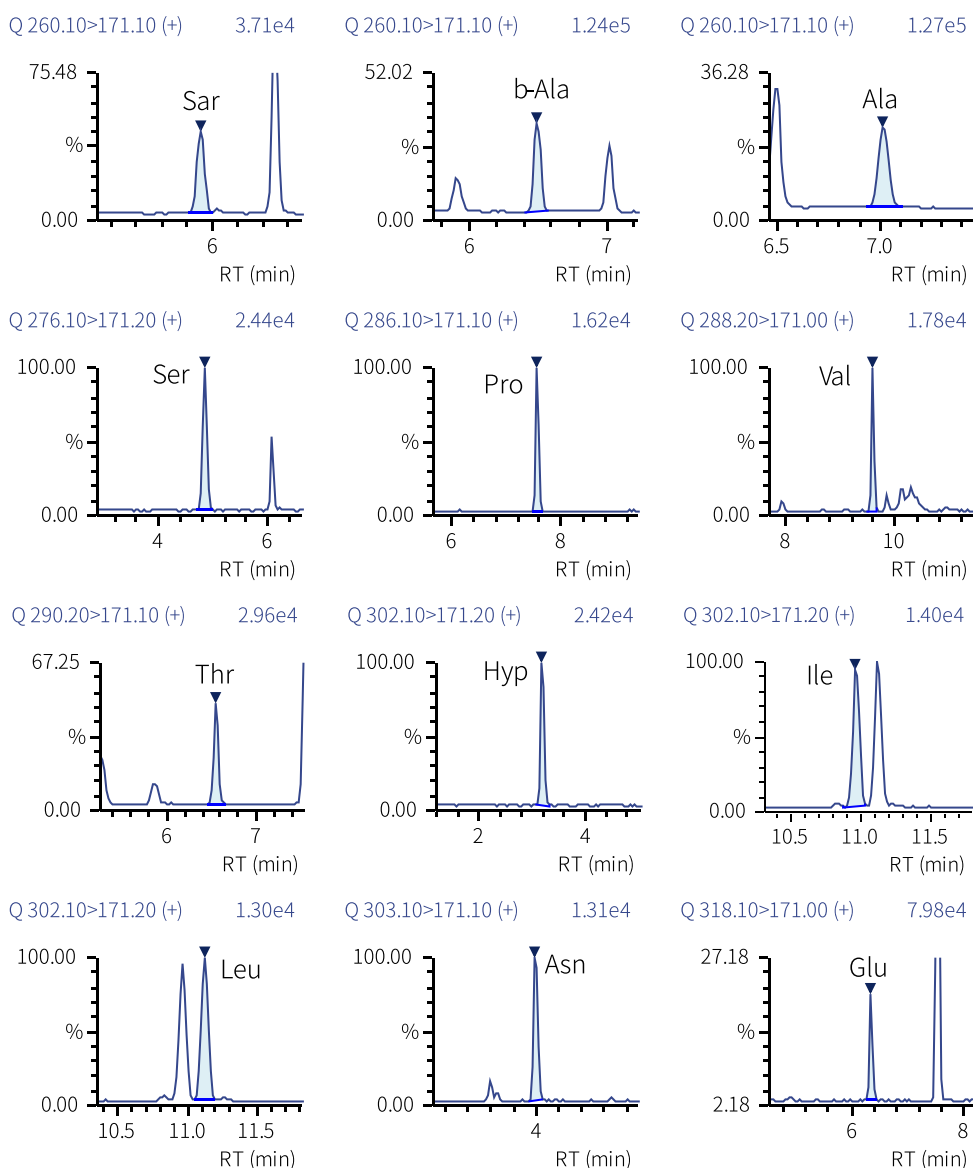 Q 260.10>171.10 (+) 3.71e4 Q 260.10>171.10 (+) 1.24e5 Q 260.10>171.10 (+) 1.27e5
75.48 52.02 36.28
Sar b-Ala Ala
% % %
0.00 0.00 0.00
6 6 7 6.5 7.0
RT (min) RT (min) RT (min)
Q 276.10>171.20 (+) 2.44e4 Q 286.10>171.10 (+) 1.62e4 Q 288.20>171.00 (+) 1.78e4
100.00 100.00 100.00
Ser Pro Val
% % %
0.00 0.00 0.00
4 6 6 8 8 10
RT (min) RT (min) RT (min)
Q 290.20>171.10 (+) 2.96e4 Q 302.10>171.20 (+) 2.42e4 Q 302.10>171.20 (+) 1.40e4
67.25 100.00 100.00
Thr Hyp Ile
% % %
0.00 0.00 0.00
6 7 2 4 10.5 11.0 11.5
RT (min) RT (min) RT (min)
Q 302.10>171.20 (+) 1.30e4 Q 303.10>171.10 (+) 1.31e4 Q 318.10>171.00 (+) 7.98e4
100.00 100.00 27.18
Leu Asn Glu
% % %
0.00 0.00 2.18
10.5 11.0 11.5 4 6 8
RT (min) RT (min) RT (min)